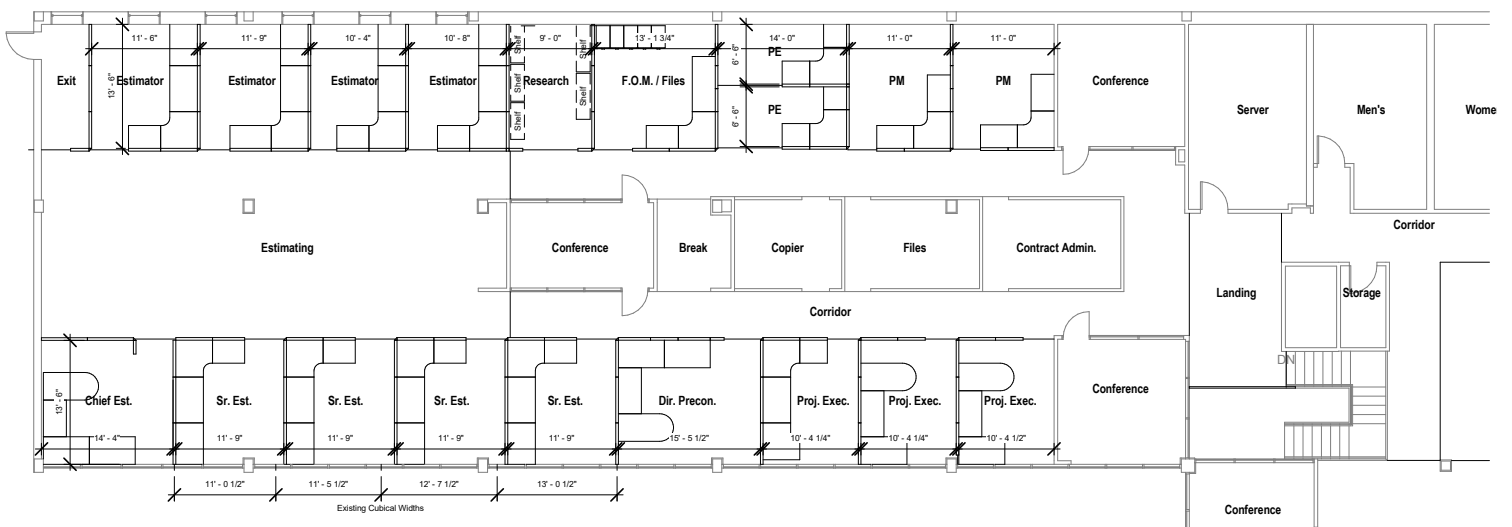 11' - 6"
11' - 9"
10' - 4"
10' - 8"
9' - 0"
13' - 1 3/4"
14' - 0"
11' - 0"
11' - 0"
Exit
13' - 6"
Estimator
Estimator
Estimator
Estimator
Shelf
Shelf
Shelf
Research
Shelf
Shelf
F.O.M. / Files
6' - 6"
PE
6' - 6"
PE
PM
PM
Conference
Server
Men's
Wome
Estimating
Conference
Break
Copier
Files
Contract Admin.
Corridor
Landing
Storage
Corridor
DN
13' - 6"
Chief Est.
Sr. Est.
Sr. Est.
Sr. Est.
Sr. Est.
Dir. Precon.
Proj. Exec.
Proj. Exec.
Proj. Exec.
Conference
14' - 4"
11' - 9"
11' - 9"
11' - 9"
11' - 9"
15' - 5 1/2"
10' - 4 1/4"
10' - 4 1/4"
10' - 4 1/2"
11' - 0 1/2"
11' - 5 1/2"
12' - 7 1/2"
13' - 0 1/2"
Existing Cubical Widths
Conference